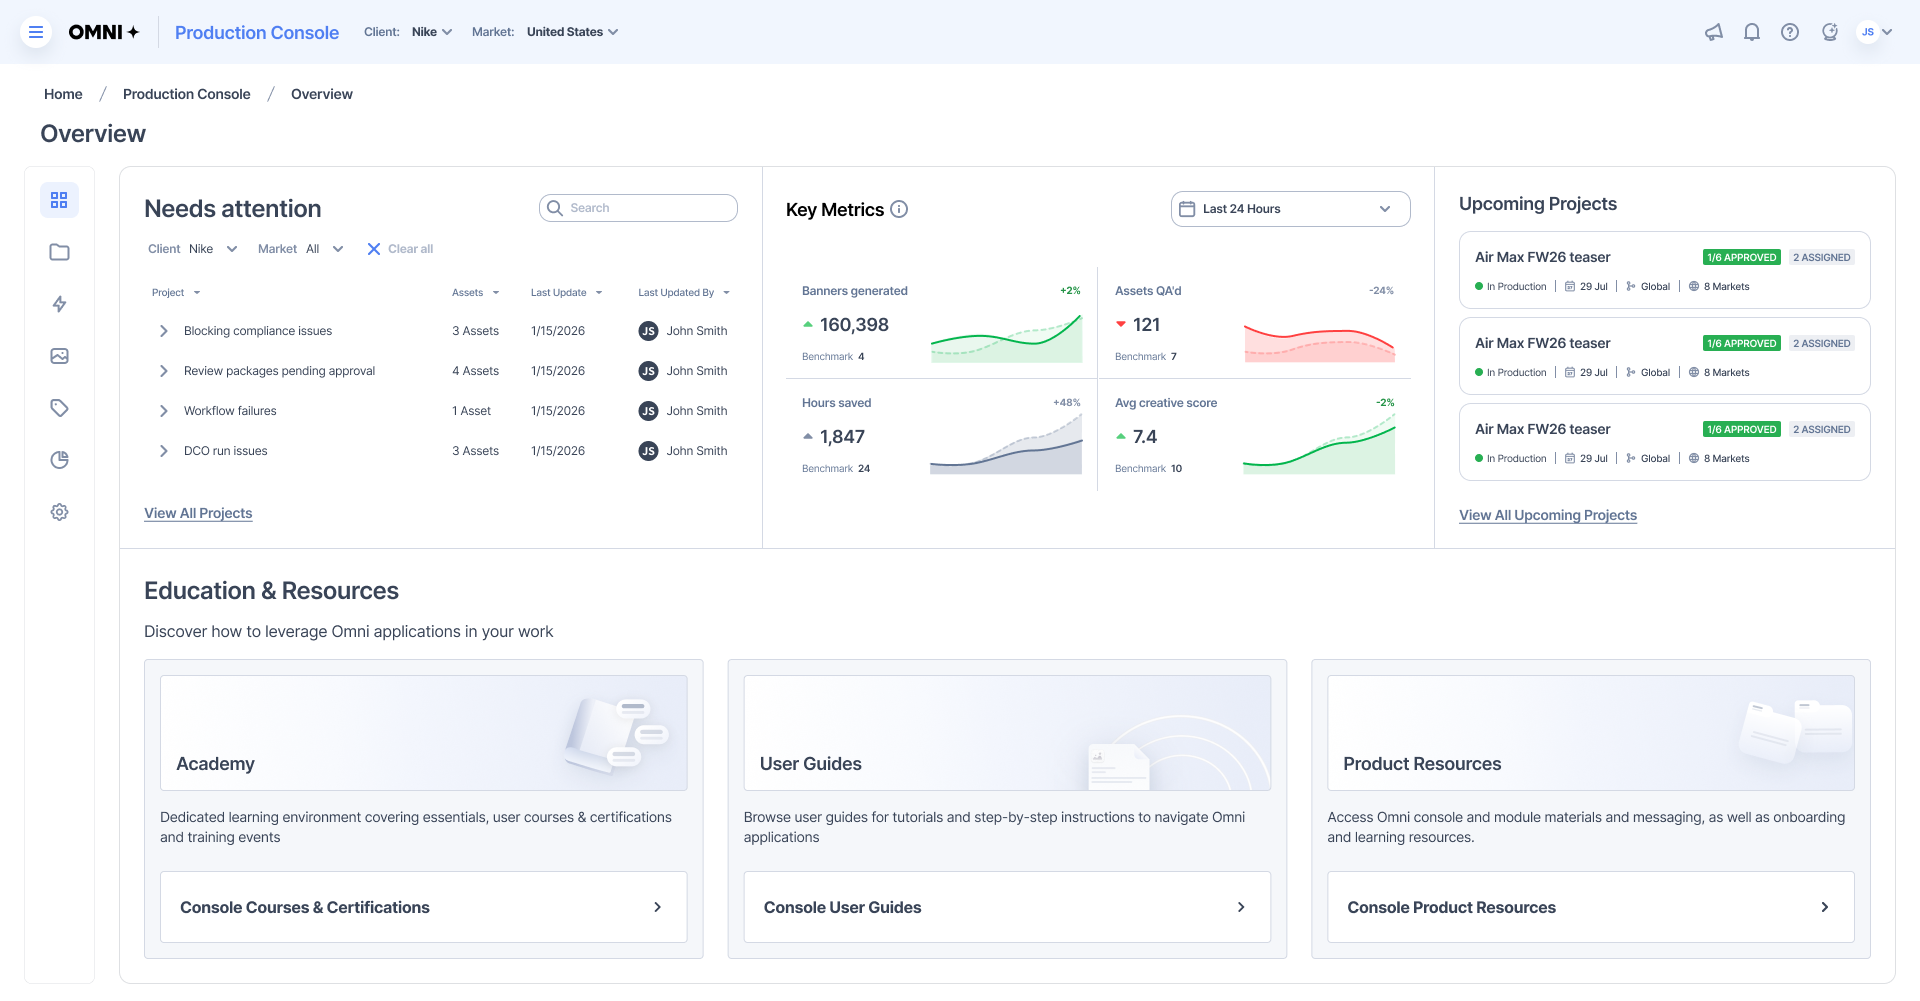 OMNI
Production Console
Client: Nike
Market: United States
JS
Home / Production Console / Overview
Overview
Needs attention
Search
Client Nike
Market All
Clear all
Project Assets Last Update Last Updated By
Blocking compliance issues 3 Assets 1/15/2026 JS John Smith
Review packages pending approval 4 Assets 1/15/2026 JS John Smith
Workflow failures 1 Asset 1/15/2026 JS John Smith
DCO run issues 3 Assets 1/15/2026 JS John Smith
View All Projects
Key Metrics
Last 24 Hours
Banners generated +2%
160,398
Benchmark 4
Assets QA'd -24%
121
Benchmark 7
Hours saved +48%
1,847
Benchmark 24
Avg creative score -2%
7.4
Benchmark 10
Upcoming Projects
Air Max FW26 teaser 1/6 APPROVED 2 ASSIGNED
In Production | 29 Jul | Global | 8 Markets
Air Max FW26 teaser 1/6 APPROVED 2 ASSIGNED
In Production | 29 Jul | Global | 8 Markets
Air Max FW26 teaser 1/6 APPROVED 2 ASSIGNED
In Production | 29 Jul | Global | 8 Markets
View All Upcoming Projects
Education & Resources
Discover how to leverage Omni applications in your work
Academy
Dedicated learning environment covering essentials, user courses & certifications
and training events
Console Courses & Certifications
User Guides
Browse user guides for tutorials and step-by-step instructions to navigate Omni
applications
Console User Guides
Product Resources
Access Omni console and module materials and messaging, as well as onboarding
and learning resources.
Console Product Resources